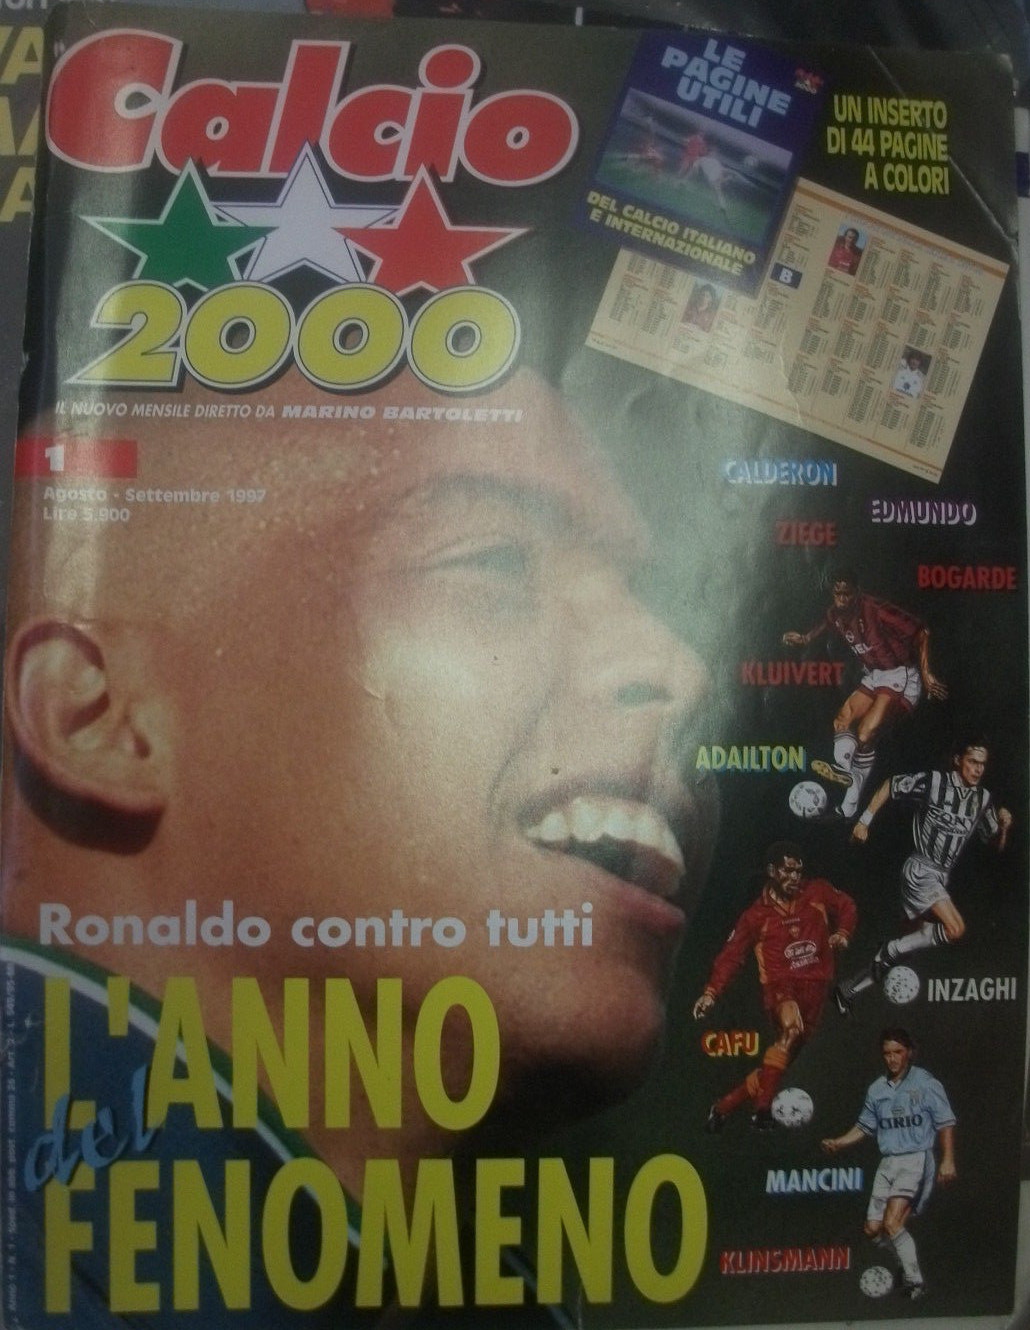 Calcio
2000
IL NUOVO MENSILE DIRETTO DA MARINO BARTOLETTI
1
Agosto - Settembre 1997
Lire 5.900
LE
PAGINE
UTILI
DEL CALCIO ITALIANO
E INTERNAZIONALE
UN INSERTO
DI 44 PAGINE
A COLORI
B
CALDERON
EDMUNDO
ZIEGE
BOGARDE
KLUIVERT
ADAILTON
SONY
INZAGHI
CAFU
CIRIO
MANCINI
KLINSMANN
Ronaldo contro tutti
L'ANNO
del
FENOMENO